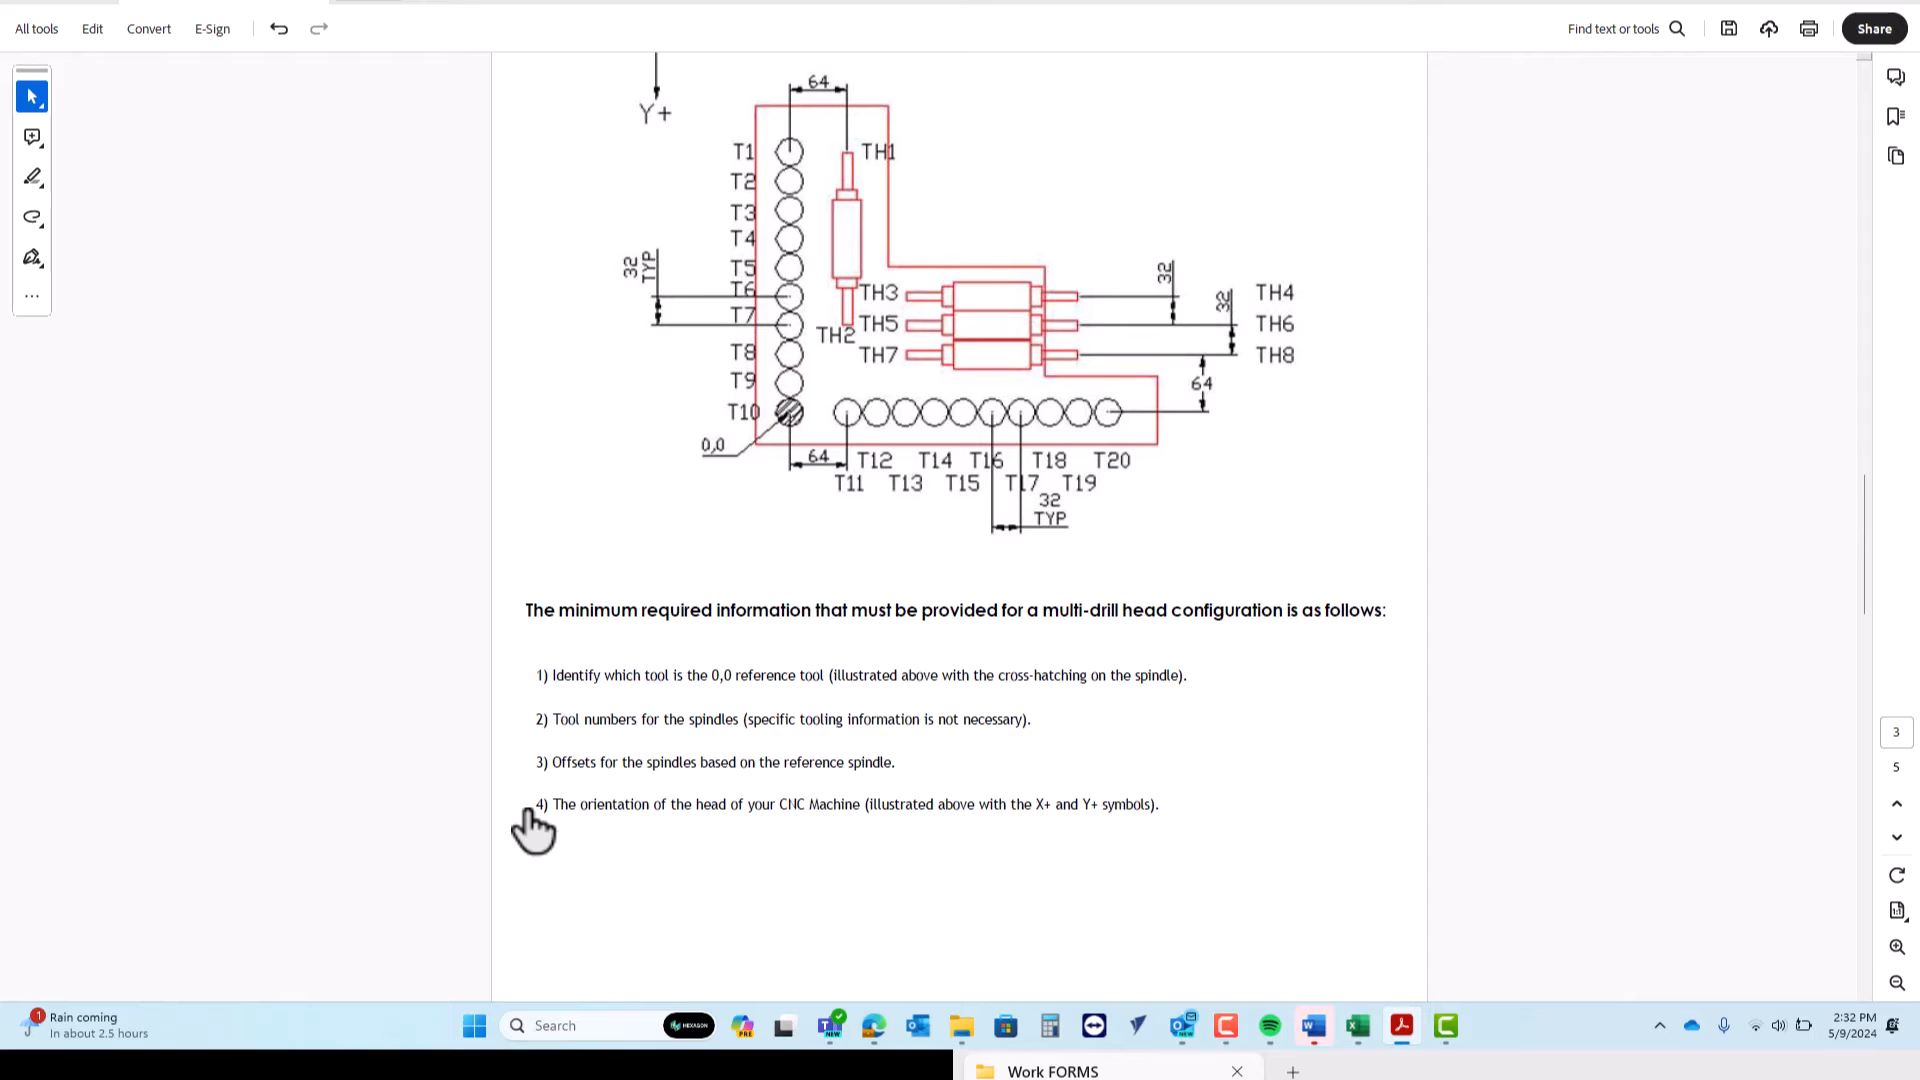 All tools Edit Convert E-Sign Find text or tools Share
Y+
64
T1 TH1
T2
T3
T4
T5
T6
T7
T8
T9
T10
32 TYP
TH3 TH4
TH5 TH6
TH2
TH7 TH8
32
32
64
0,0
64
T12 T14 T16 T18 T20
T11 T13 T15 T17 T19
32
TYP
The minimum required information that must be provided for a multi-drill head configuration is as follows:
1) Identify which tool is the 0,0 reference tool (illustrated above with the cross-hatching on the spindle).
2) Tool numbers for the spindles (specific tooling information is not necessary).
3) Offsets for the spindles based on the reference spindle.
4) The orientation of the head of your CNC Machine (illustrated above with the X+ and Y+ symbols).
3
5
1:1
1
Rain coming
In about 2.5 hours
Search
HEXAGON
PRE
NEW
NEW
2:32 PM
5/9/2024
Work FORMS